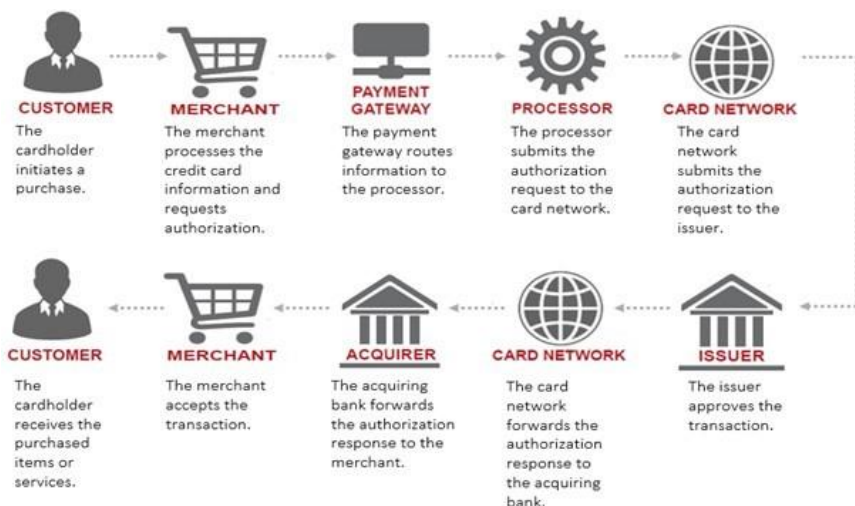 CUSTOMER
The
cardholder
initiates a
purchase.
MERCHANT
The merchant
processes the
credit card
information and
requests
authorization.
PAYMENT
GATEWAY
The payment
gateway routes
information to
the processor.
PROCESSOR
The processor
submits the
authorization
request to the
card network.
CARD NETWORK
The card
network
submits the
authorization
request to the
issuer.
CUSTOMER
The
cardholder
receives the
purchased
items or
services.
MERCHANT
The merchant
accepts the
transaction.
ACQUIRER
The acquiring
bank forwards
the authorization
response to the
merchant.
CARD NETWORK
The card
network
forwards the
authorization
response to
the acquiring
bank.
ISSUER
The issuer
approves the
transaction.